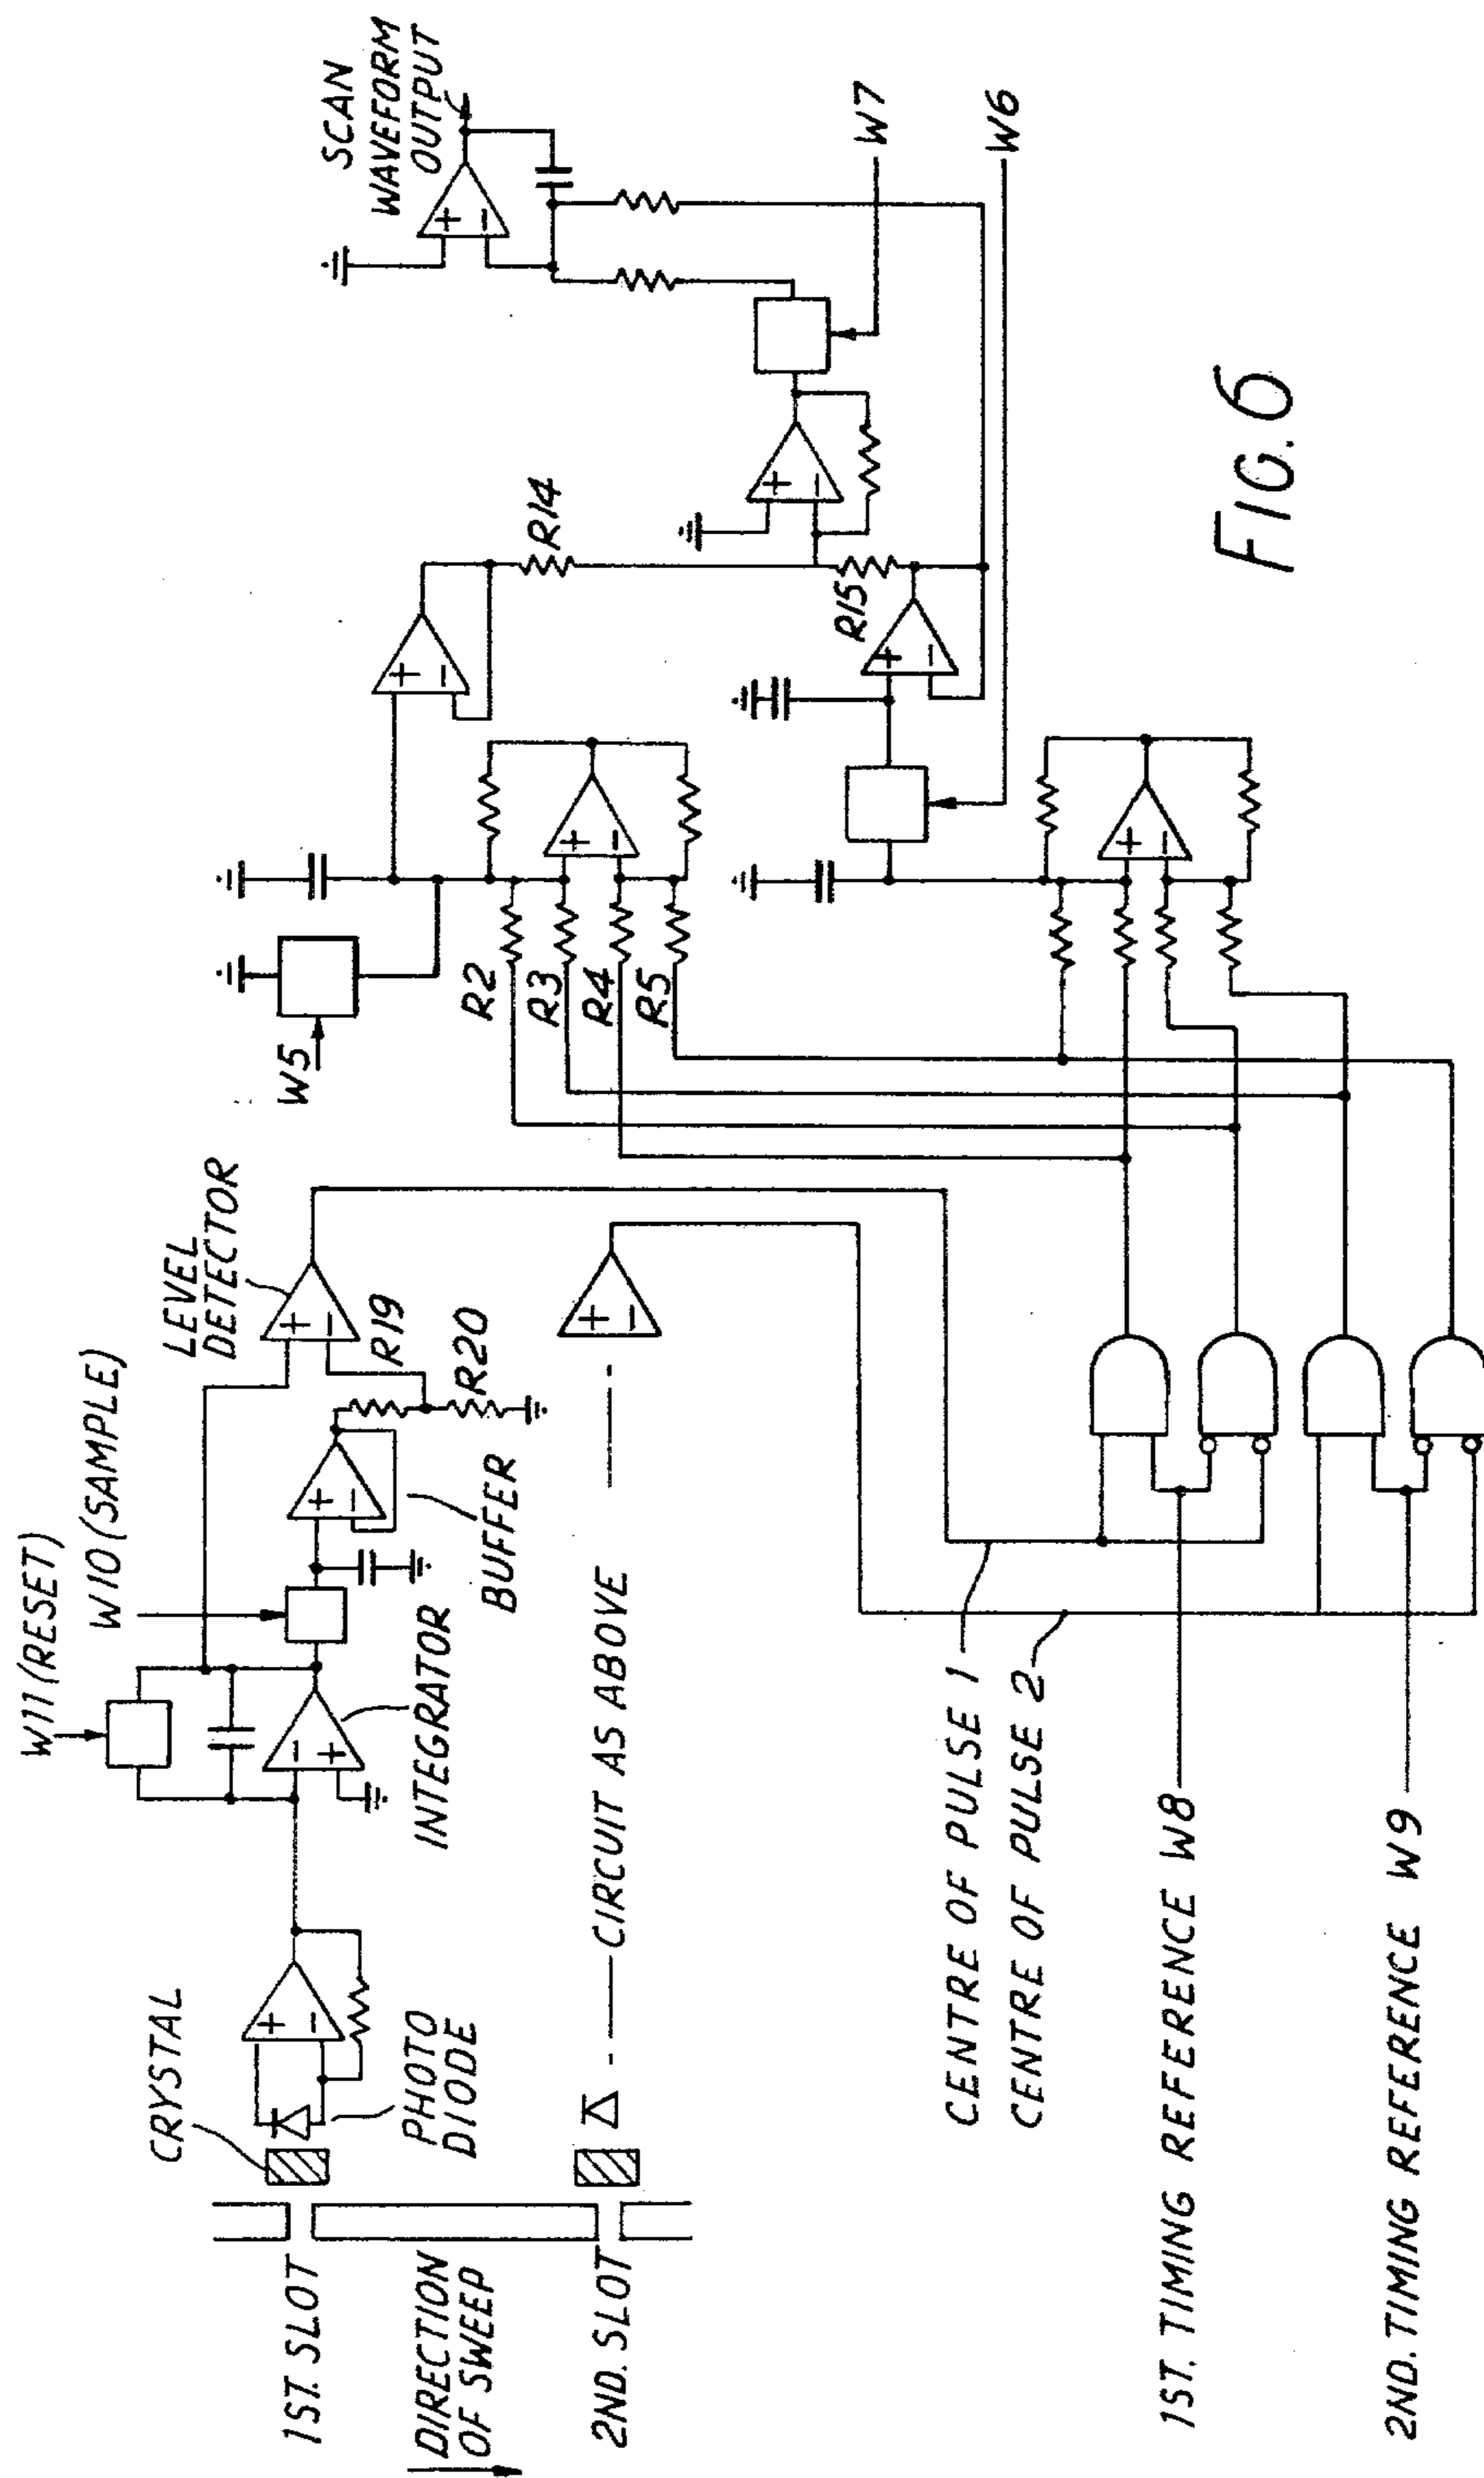 W11 (RESET)
W10 (SAMPLE)
LEVEL
DETECTOR
CRYSTAL
PHOTO
DIODE
INTEGRATOR
BUFFER
R19
R20
1ST. SLOT
DIRECTION
OF SWEEP
2ND. SLOT
CIRCUIT AS ABOVE
CENTRE OF PULSE 1
CENTRE OF PULSE 2
1ST. TIMING REFERENCE W8
2ND. TIMING REFERENCE W9
W5
R2
R3
R4
R5
R14
R15
SCAN
WAVEFORM
OUTPUT
W7
W6
FIG. 6